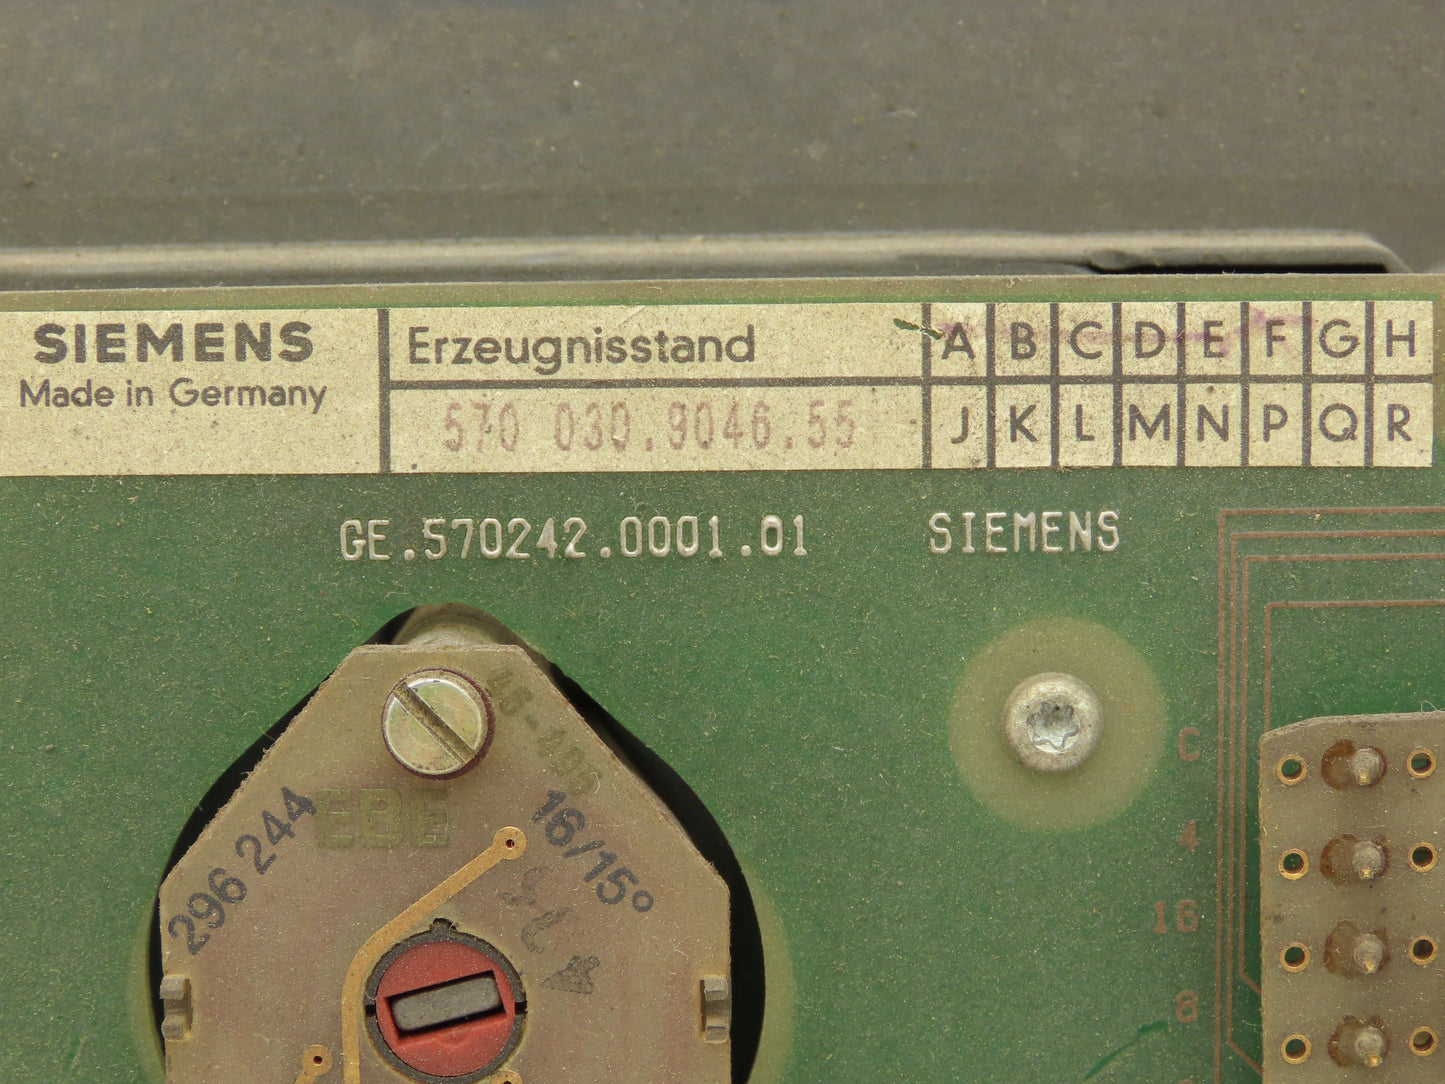 SIEMENS
Made in Germany
Erzeugnisstand
570 030.9046.55
A B C D E F G H
J K L M N P Q R
GE.570242.0001.01 SIEMENS
296 244
EBE
16/15°
C
4
16
8